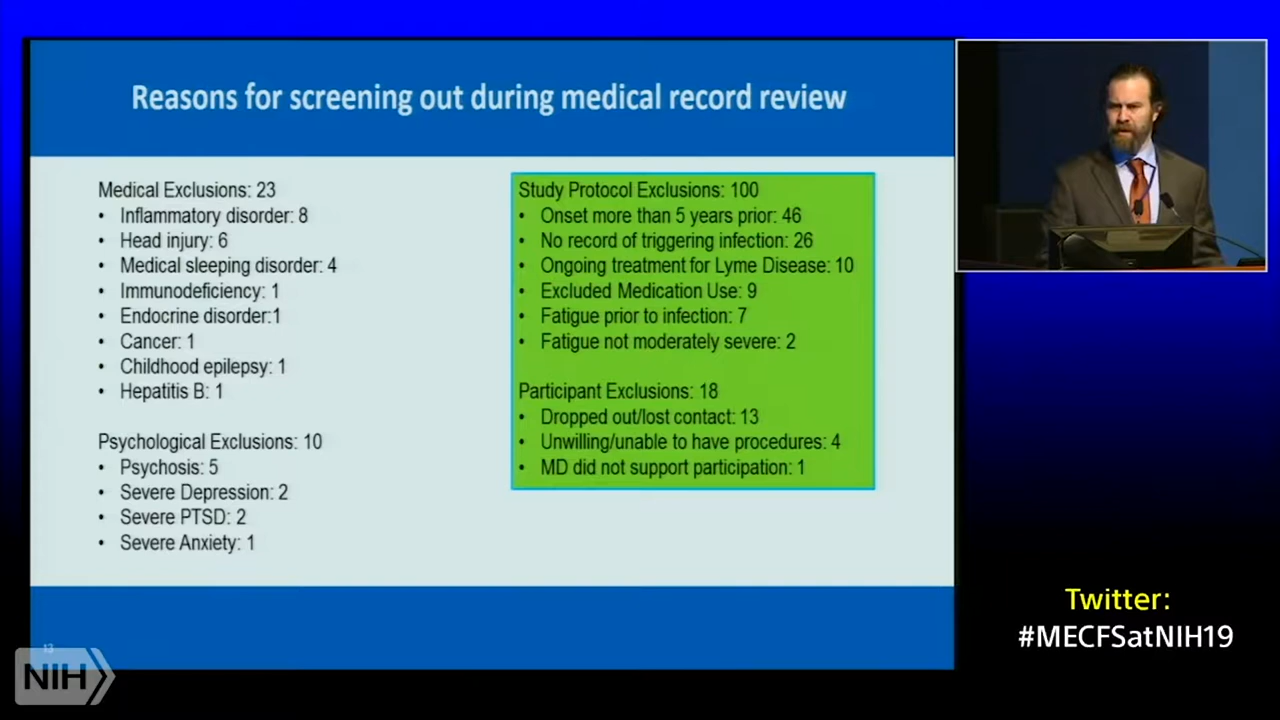 Reasons for screening out during medical record review
Medical Exclusions: 23
• Inflammatory disorder: 8
• Head injury: 6
• Medical sleeping disorder: 4
• Immunodeficiency: 1
• Endocrine disorder:1
• Cancer: 1
• Childhood epilepsy: 1
• Hepatitis B: 1
Psychological Exclusions: 10
• Psychosis: 5
• Severe Depression: 2
• Severe PTSD: 2
• Severe Anxiety: 1
Study Protocol Exclusions: 100
• Onset more than 5 years prior: 46
• No record of triggering infection: 26
• Ongoing treatment for Lyme Disease: 10
• Excluded Medication Use: 9
• Fatigue prior to infection: 7
• Fatigue not moderately severe: 2
Participant Exclusions: 18
• Dropped out/lost contact: 13
• Unwilling/unable to have procedures: 4
• MD did not support participation: 1
Twitter:
#MECFSatNIH19
13
NIH